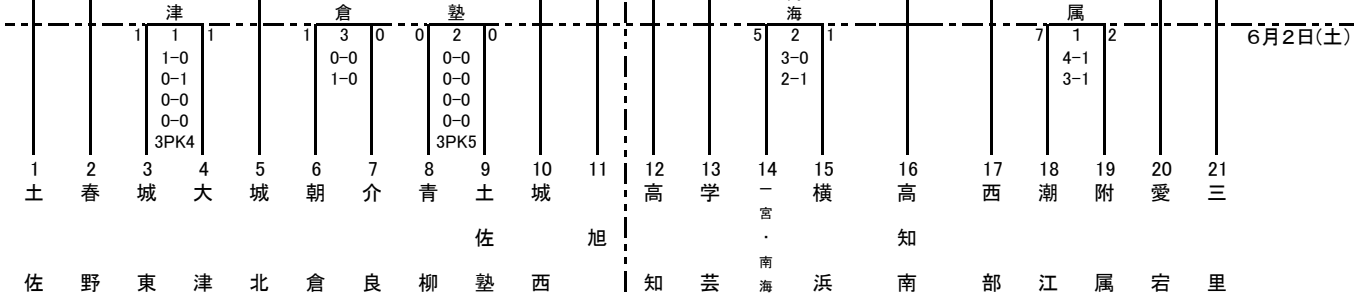 津 倉 塾 海 属
1 1 1 1 3 0 0 2 0 5 2 1 7 1 2 6月2日(土)
1-0 0-0 0-0 3-0 4-1
0-1 1-0 0-0 2-1 3-1
0-0 0-0
0-0 0-0
3PK4 3PK5
1 2 3 4 5 6 7 8 9 10 11 12 13 14 15 16 17 18 19 20 21
土佐
春野
城東
大津
城北
朝倉
介良
青柳
土佐塾
城西
旭
高知
学芸
一宮・南海
横浜
高知南
西部
潮江
附属
愛宕
三里